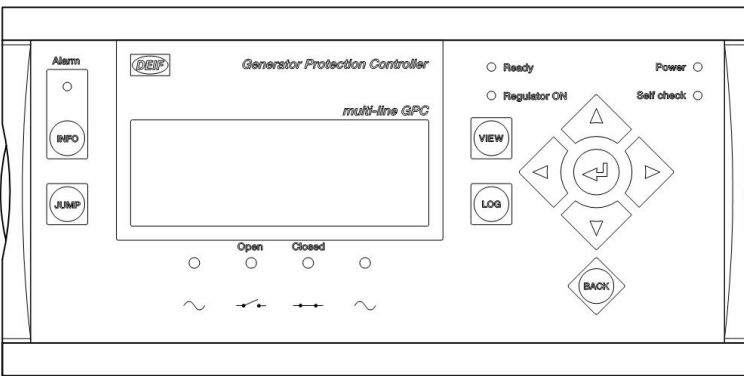 Alarm
DEIF
Generator Protection Controller
multi-line GPC
Ready
Power
Regulator ON
Self check
INFO
VIEW
JUMP
LOG
Open
Closed
BACK